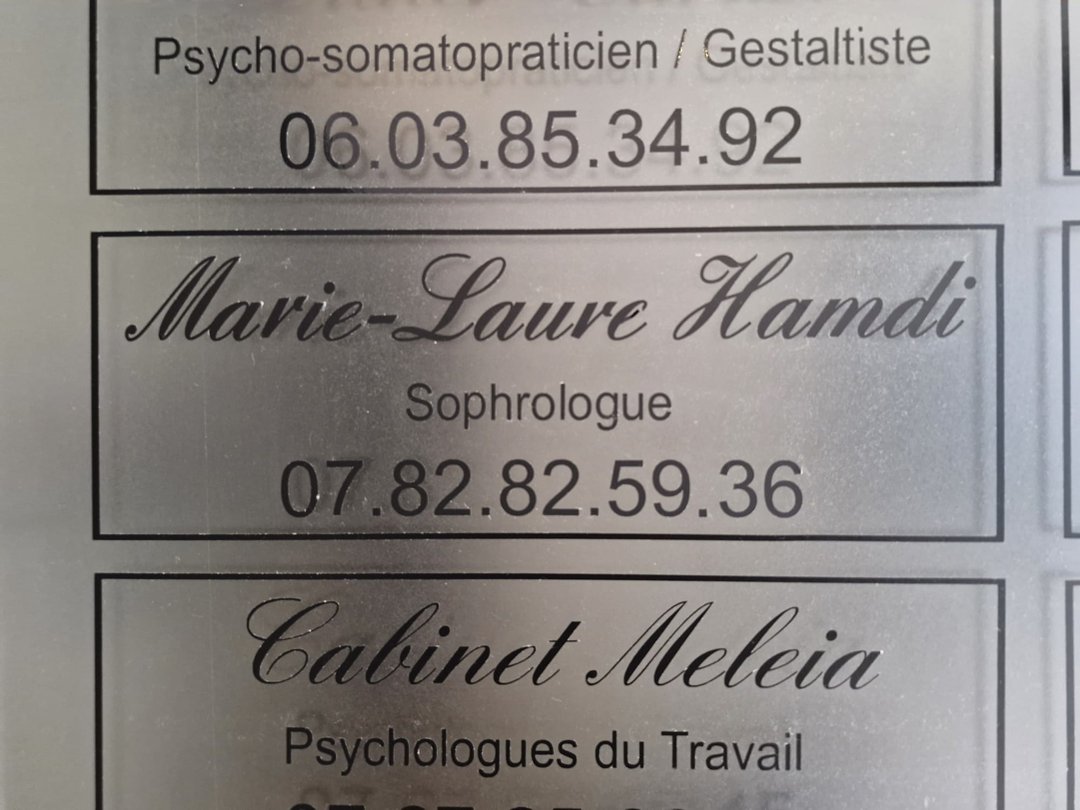 Psycho-somatopraticien / Gestaltiste
06.03.85.34.92
Marie-Laure Hamdi
Sophrologue
07.82.82.59.36
Cabinet Meleia
Psychologues du Travail